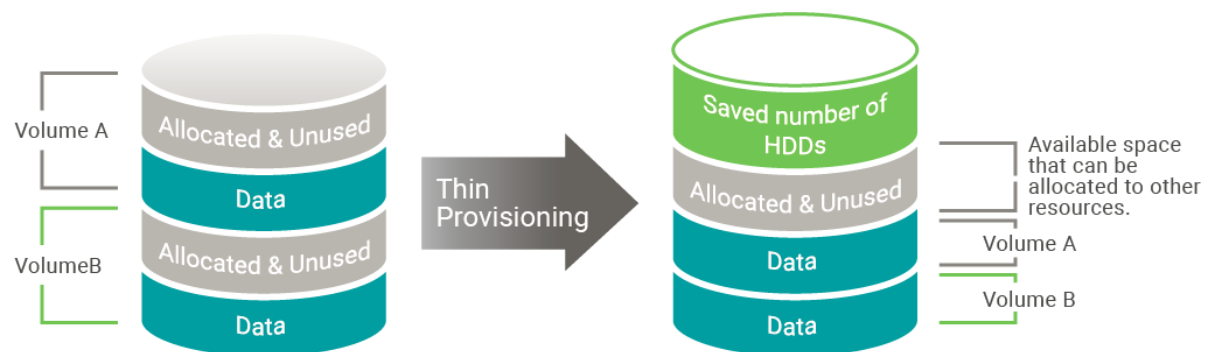 Volume A
Allocated & Unused
Data
VolumeB
Allocated & Unused
Data
Thin
Provisioning
Saved number of
HDDs
Allocated & Unused
Data
Data
Available space
that can be
allocated to other
resources.
Volume A
Volume B